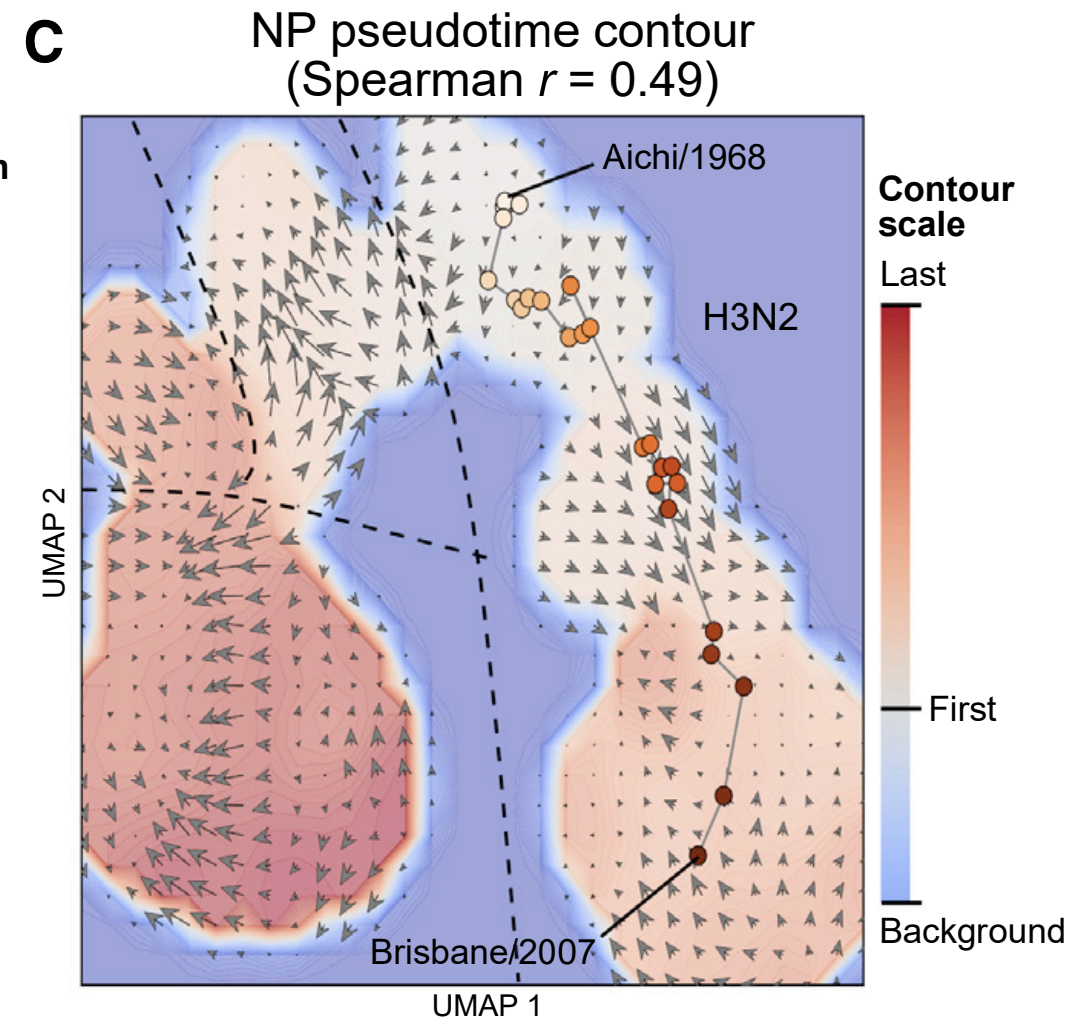 C
NP pseudotime contour
(Spearman r = 0.49)
n
Aichi/1968
H3N2
Brisbane/2007
UMAP 2
UMAP 1
Contour
scale
Last
First
Background